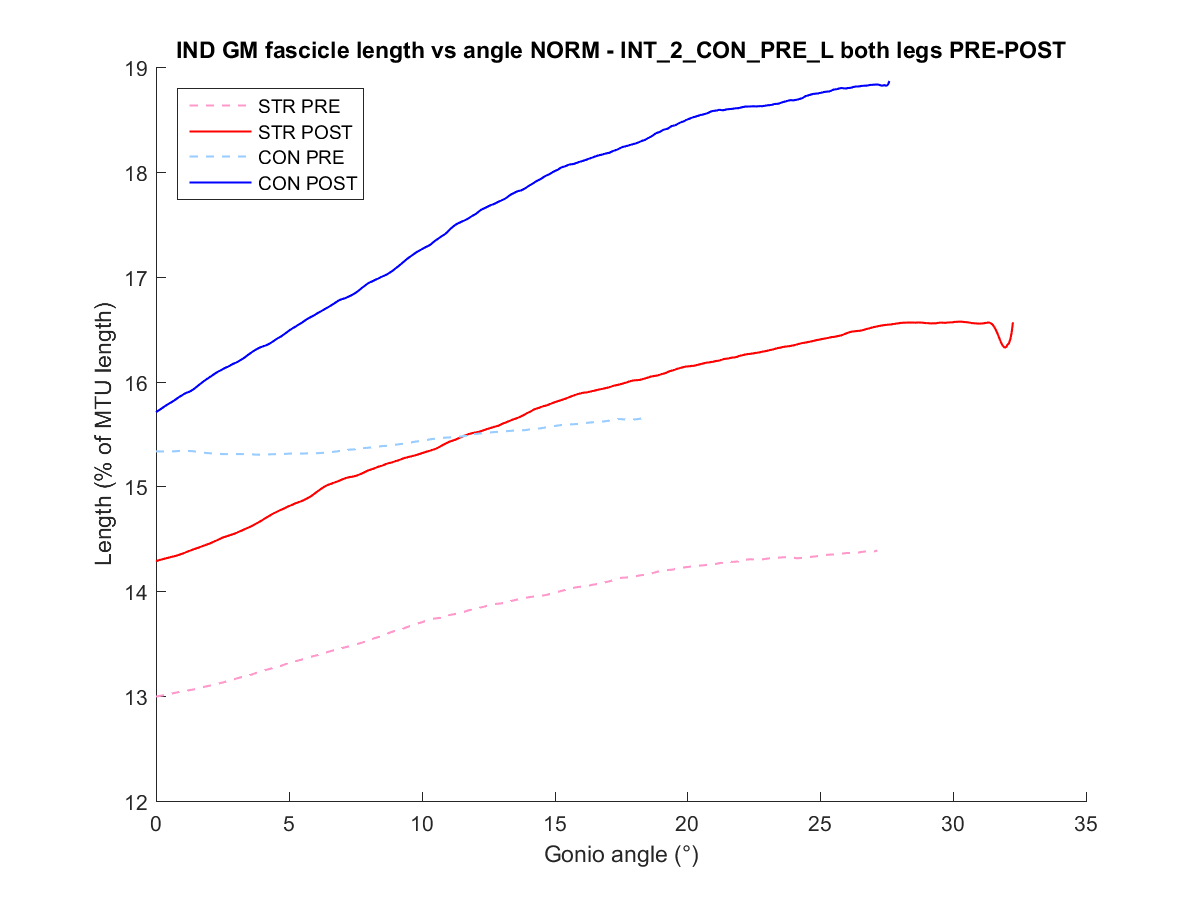 IND GM fascicle length vs angle NORM - INT_2_CON_PRE_L both legs PRE-POST
19
18
17
16
15
14
13
12
Length (% of MTU length)
STR PRE
STR POST
CON PRE
CON POST
0
5
10
15
20
25
30
35
Gonio angle (°)